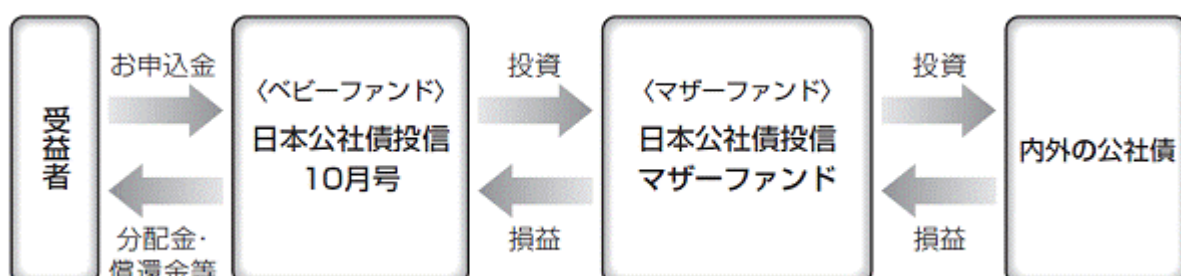 受益者
お申込金
分配金・
償還金等
〈ベビーファンド〉
日本公社債投信
10月号
投資
損益
〈マザーファンド〉
日本公社債投信
マザーファンド
投資
損益
内外の公社債